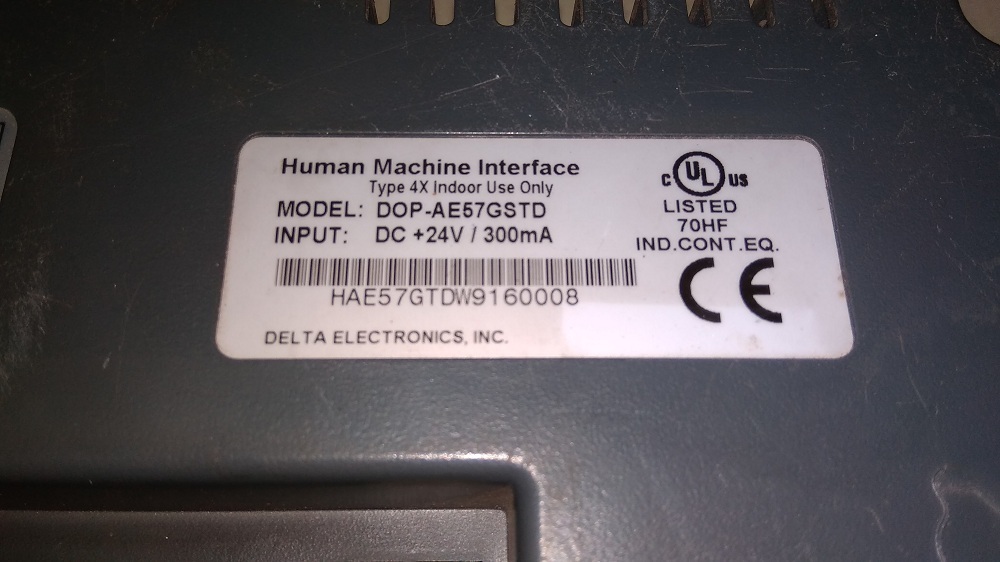 Human Machine Interface
Type 4X Indoor Use Only
MODEL: DOP-AE57GSTD
INPUT: DC +24V / 300mA
HAE57GTDW9160008
DELTA ELECTRONICS, INC.
C UL US
LISTED
70HF
IND.CONT.EQ.
CE